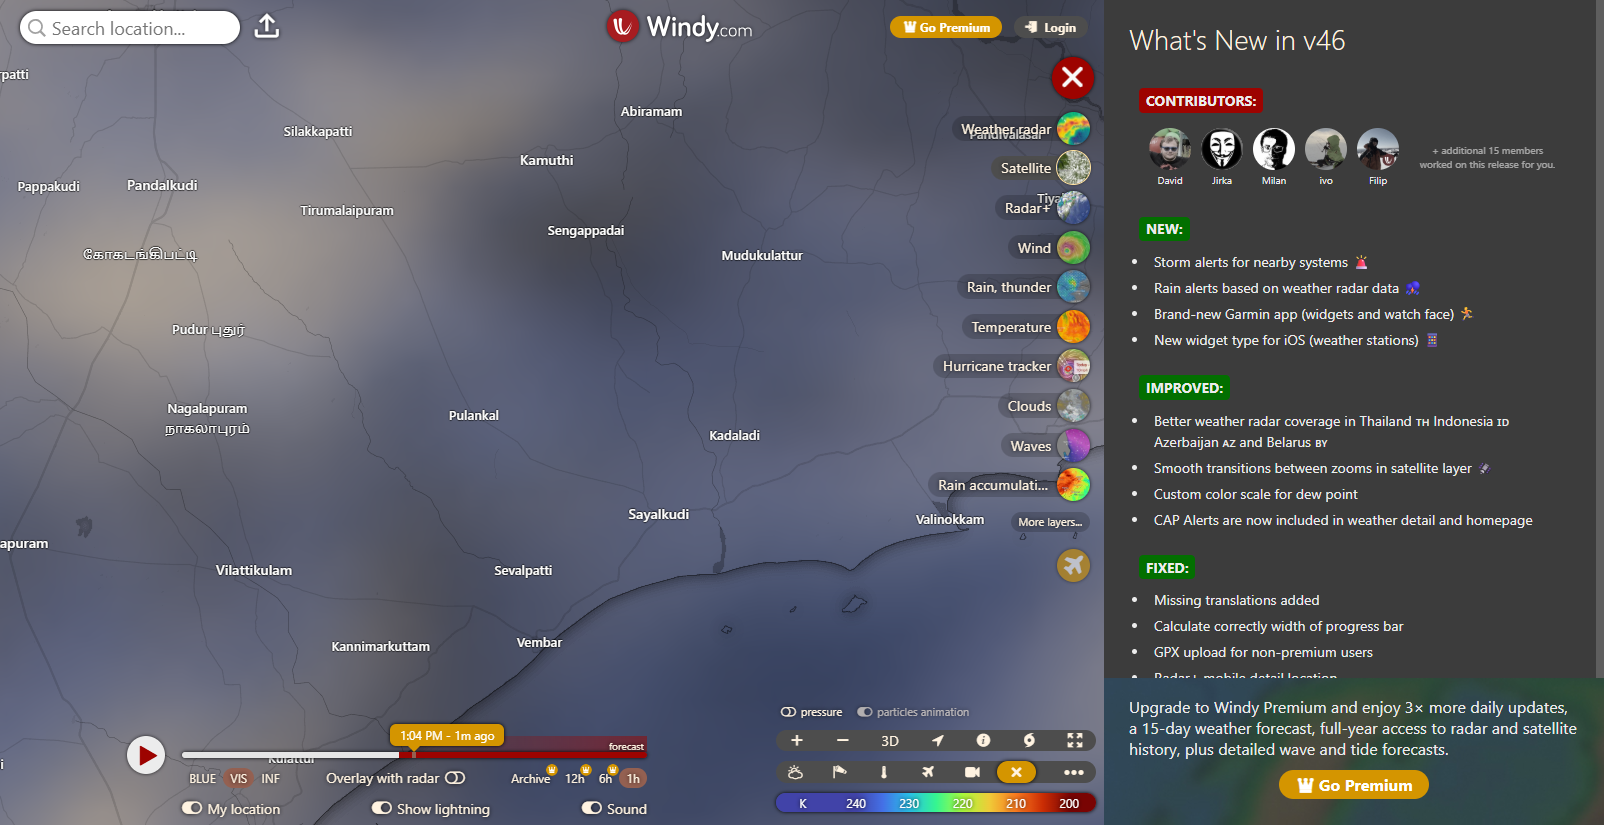 Search location...
Windy.com
Go Premium
Login
Abiramam
Silakkapatti
Weather radar
Pandivalasai
Kamuthi
Satellite
Pappakudi
Pandalkudi
Tirumalaipuram
Radar+
Sengappadai
Wind
கோகடங்கிபட்டி
Mudukulattur
Rain, thunder
Pudur புதுர்
Temperature
Hurricane tracker
Nagalapuram
நாகலாபுரம்
Pulankal
Clouds
Kadaladi
Waves
Rain accumulati...
Sayalkudi
Valinokkam
More layers...
apuram
Vilattikulam
Sevalpatti
Kannimarkuttam
Vembar
pressure
particles animation
1:04 PM - 1m ago
forecast
3D
BLUE
VIS
INF
Overlay with radar
Archive
12h
6h
1h
My location
Show lightning
Sound
K
240
230
220
210
200
What's New in v46
CONTRIBUTORS:
David
Jirka
Milan
ivo
Filip
+ additional 15 members
worked on this release for you.
NEW:
• Storm alerts for nearby systems
• Rain alerts based on weather radar data
• Brand-new Garmin app (widgets and watch face)
• New widget type for iOS (weather stations)
IMPROVED:
• Better weather radar coverage in Thailand TH Indonesia ID
Azerbaijan AZ and Belarus BY
• Smooth transitions between zooms in satellite layer
• Custom color scale for dew point
• CAP Alerts are now included in weather detail and homepage
FIXED:
• Missing translations added
• Calculate correctly width of progress bar
• GPX upload for non-premium users
• Radar+ mobile detail location
Upgrade to Windy Premium and enjoy 3× more daily updates,
a 15-day weather forecast, full-year access to radar and satellite
history, plus detailed wave and tide forecasts.
Go Premium